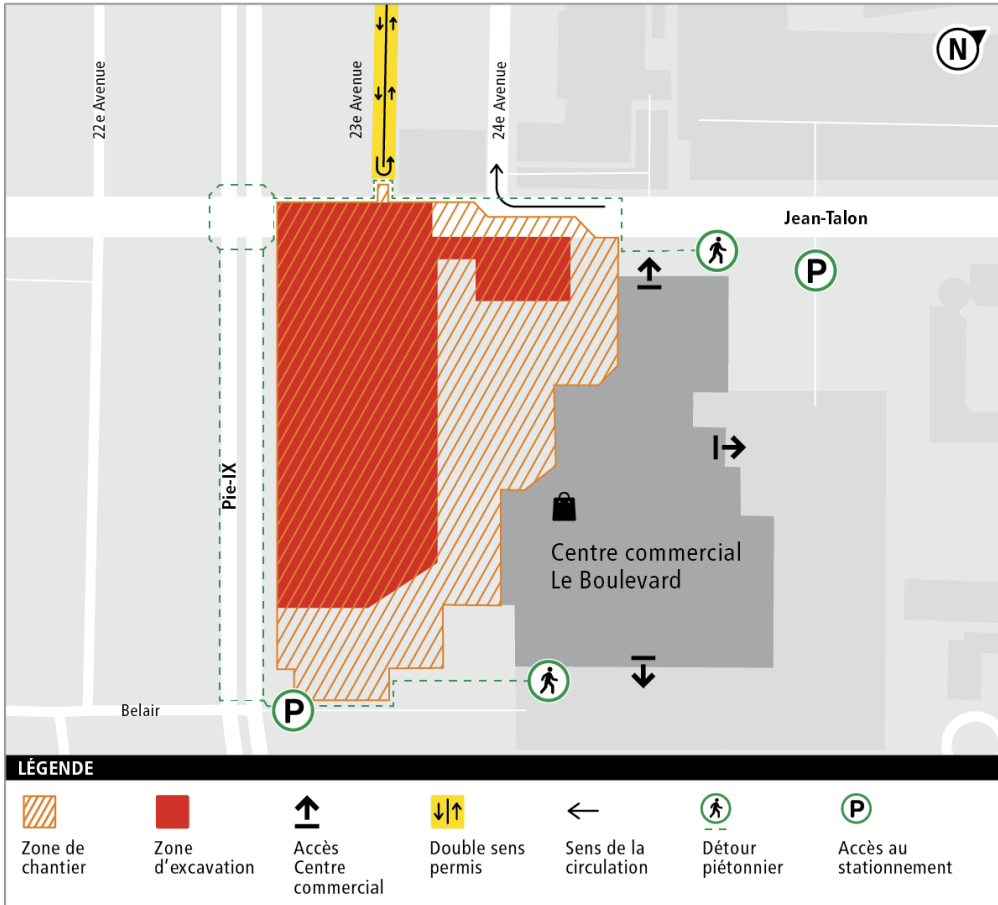 N
22e Avenue
23e Avenue
24e Avenue
Jean-Talon
P
Pie-IX
Centre commercial
Le Boulevard
Belair
P
LÉGENDE
Zone de
chantier
Zone
d'excavation
Accès
Centre
commercial
Double sens
permis
Sens de la
circulation
Détour
piétonnier
P
Accès au
stationnement